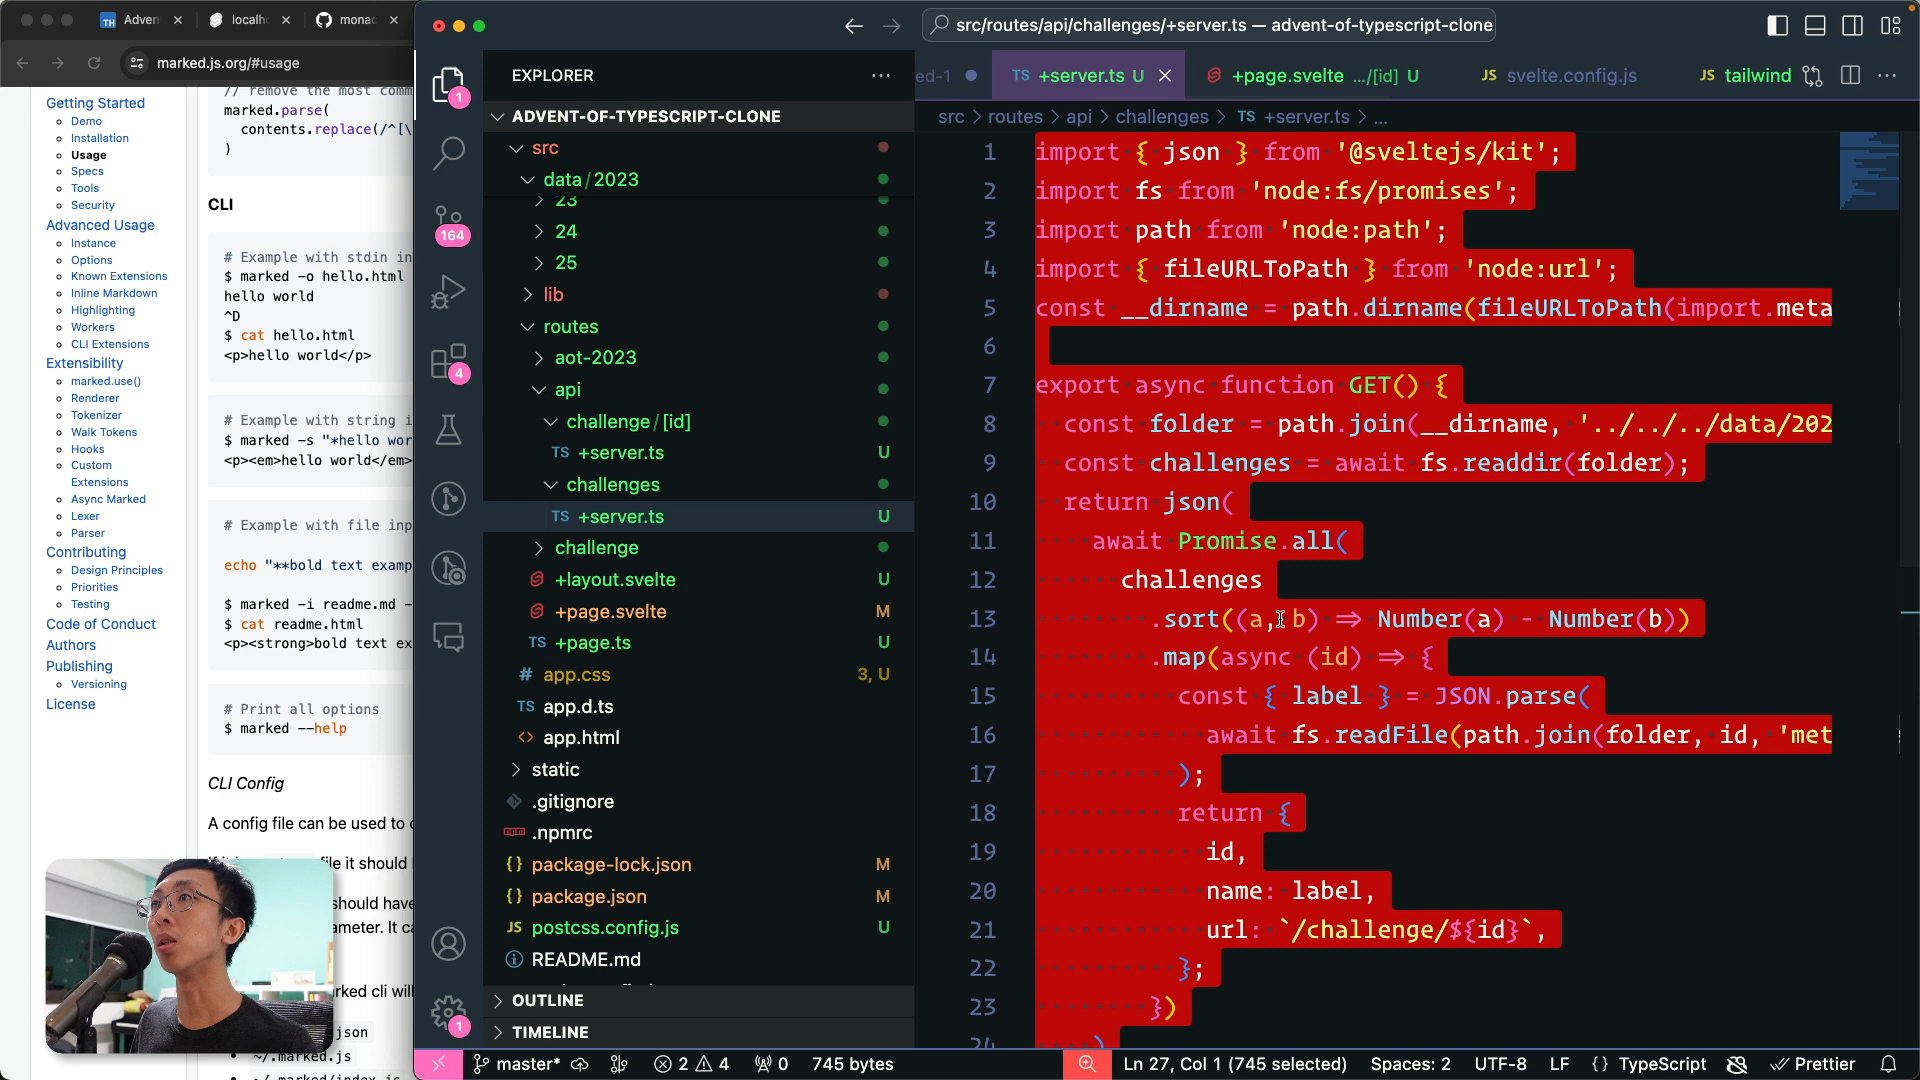 Adven
localho
monac
marked.js.org/#usage
Getting Started
Demo
Installation
Usage
Specs
Tools
Security
Advanced Usage
Instance
Options
Known Extensions
Inline Markdown
Highlighting
Workers
CLI Extensions
Extensibility
marked.use()
Renderer
Tokenizer
Walk Tokens
Hooks
Custom
Extensions
Async Marked
Lexer
Parser
Contributing
Design Principles
Priorities
Testing
Code of Conduct
Authors
Publishing
Versioning
License
// remove the most comm
marked.parse(
contents.replace(/^[\
)
CLI
# Example with stdin in
$ marked -o hello.html
hello world
^D
$ cat hello.html
<p>hello world</p>
# Example with string i
$ marked -s "*hello wor
<p><em>hello world</em>
# Example with file inp
echo "**bold text examp
$ marked -i readme.md -
$ cat readme.html
<p><strong>bold text ex
# Print all options
$ marked --help
CLI Config
A config file can be used to c
file it should
should have
ameter. It ca
rked cli will
json
~/.marked.js
~/.marked/index.js
src/routes/api/challenges/+server.ts — advent-of-typescript-clone
EXPLORER
ADVENT-OF-TYPESCRIPT-CLONE
src
data/2023
23
24
25
lib
routes
aot-2023
api
challenge/[id]
TS +server.ts U
challenges
TS +server.ts U
challenge
+layout.svelte U
+page.svelte M
TS +page.ts U
# app.css 3, U
TS app.d.ts
<> app.html
static
.gitignore
.npmrc
{} package-lock.json M
{} package.json M
JS postcss.config.js U
README.md
OUTLINE
TIMELINE
1
164
4
1
ed-1
TS +server.ts U
+page.svelte .../[id] U
JS svelte.config.js
JS tailwind
src > routes > api > challenges > TS +server.ts > ...
1 import { json } from '@sveltejs/kit';
2 import fs from 'node:fs/promises';
3 import path from 'node:path';
4 import { fileURLToPath } from 'node:url';
5 const __dirname = path.dirname(fileURLToPath(import.meta
6
7 export async function GET() {
8 const folder = path.join(__dirname, '../../../data/202
9 const challenges = await fs.readdir(folder);
10 return json(
11 await Promise.all(
12 challenges
13 .sort((a, b) => Number(a) - Number(b))
14 .map(async (id) => {
15 const { label } = JSON.parse(
16 await fs.readFile(path.join(folder, id, 'met
17 );
18 return {
19 id,
20 name: label,
21 url: `/challenge/${id}`,
22 };
23 })
24 )
master* 2 4 0 745 bytes Ln 27, Col 1 (745 selected) Spaces: 2 UTF-8 LF {} TypeScript Prettier